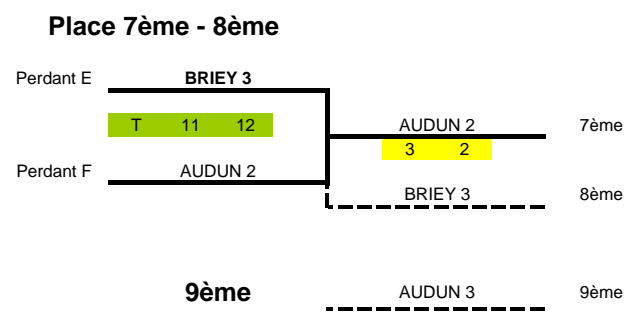 Place 7ème - 8ème
Perdant E BRIEY 3
T 11 12 AUDUN 2 7ème
3 2
Perdant F AUDUN 2
BRIEY 3 8ème
9ème AUDUN 3 9ème